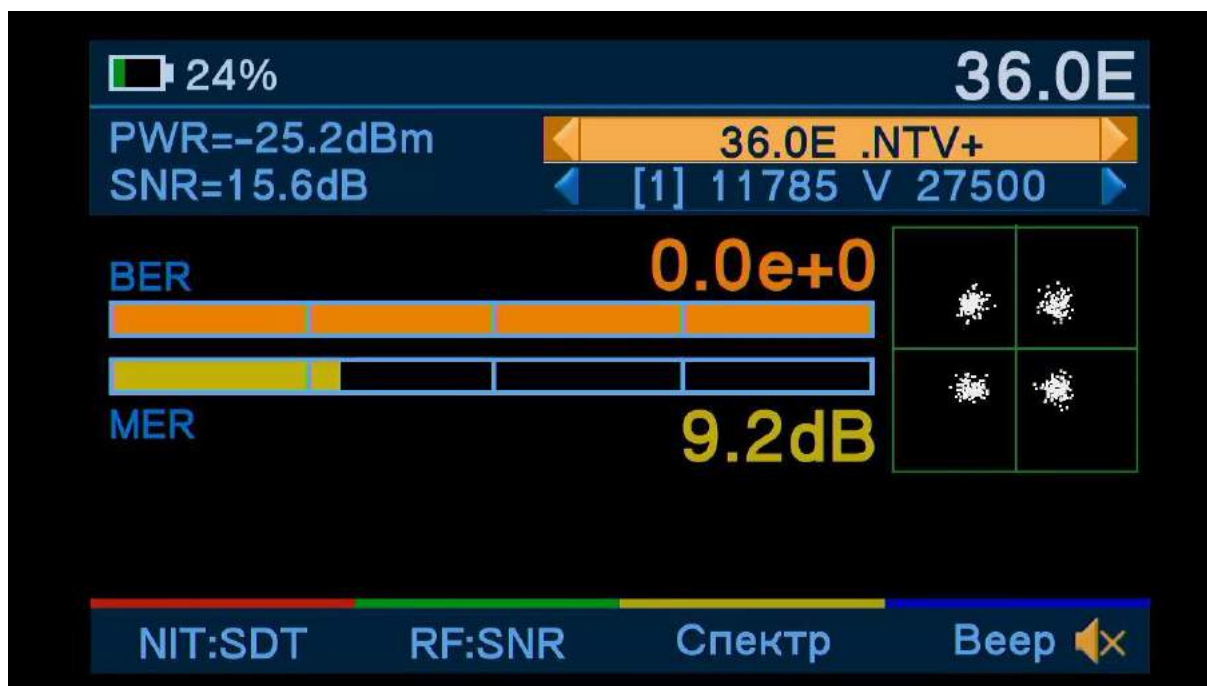 24%
36.0E
PWR=-25.2dBm
36.0E .NTV+
SNR=15.6dB
[1] 11785 V 27500
BER
0.0e+0
MER
9.2dB
NIT:SDT RF:SNR Спектр Beep